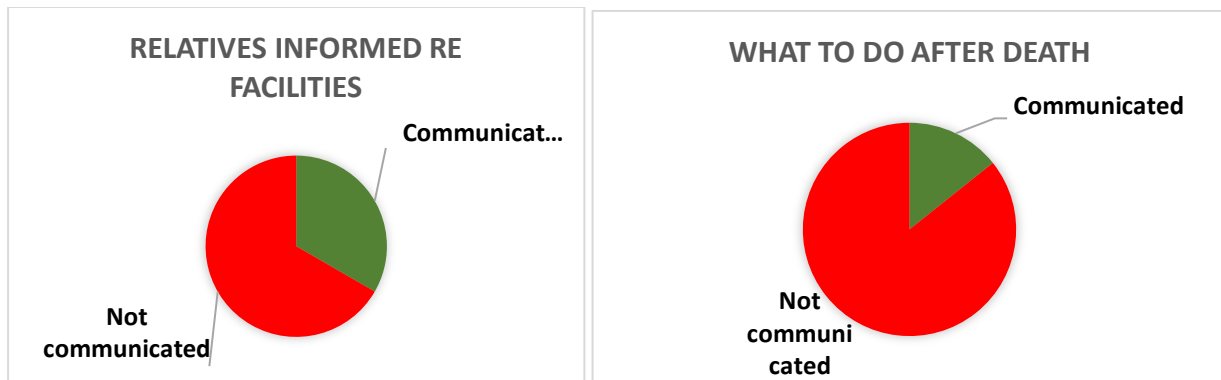 RELATIVES INFORMED RE
FACILITIES
Communicat...
Not
communicated
WHAT TO DO AFTER DEATH
Communicated
Not
communi
cated